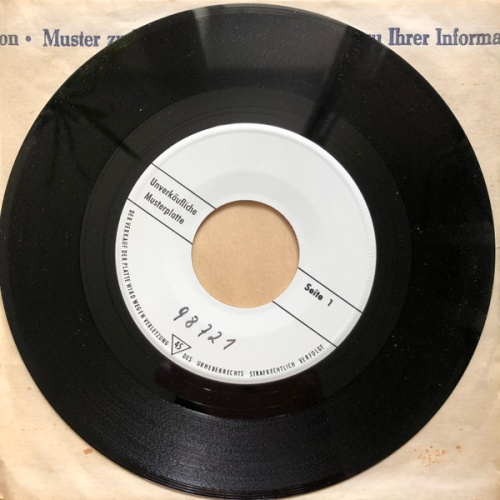 on • Muster zu
u Ihrer Informa
Unverkäufliche
Musterplatte
Seite 1
98721
45
DER VERKAUF DER PLATTE WIRD WEGEN VERLETZUNG DES URHEBERRECHTS STRAFRECHTLICH VERFOLGT